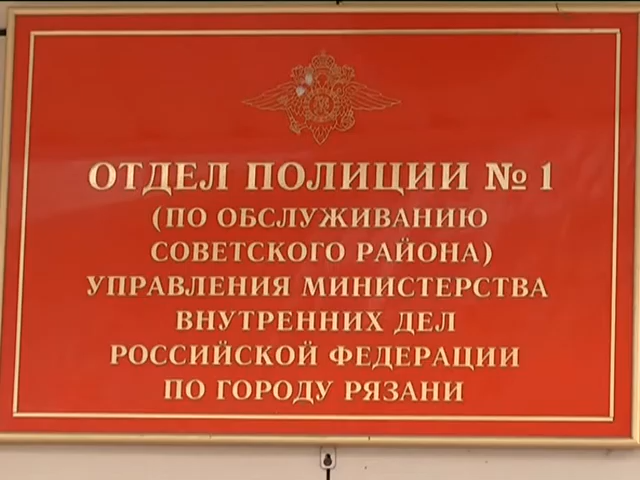 ОТДЕЛ ПОЛИЦИИ № 1
(ПО ОБСЛУЖИВАНИЮ
СОВЕТСКОГО РАЙОНА)
УПРАВЛЕНИЯ МИНИСТЕРСТВА
ВНУТРЕННИХ ДЕЛ
РОССИЙСКОЙ ФЕДЕРАЦИИ
ПО ГОРОДУ РЯЗАНИ